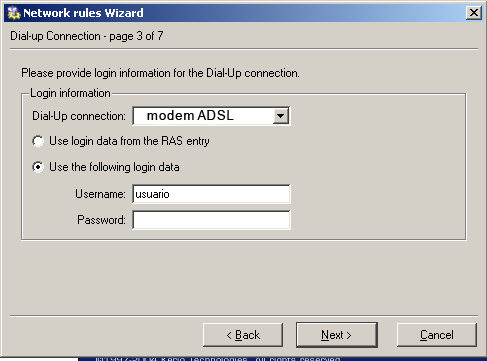 Network rules Wizard
Dial-up Connection - page 3 of 7
Please provide login information for the Dial-Up connection.
Login information
Dial-Up connection: modem ADSL
Use login data from the RAS entry
Use the following login data
Username: usuario
Password:
< Back Next > Cancel
Kerio Technologies. All rights reserved.